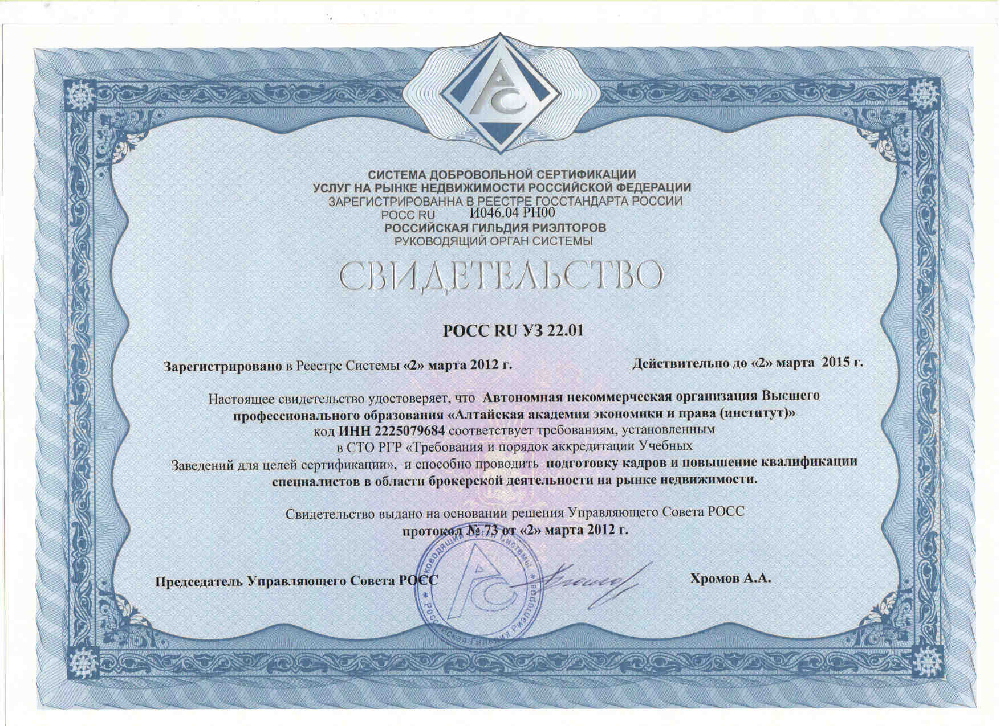 СИСТЕМА ДОБРОВОЛЬНОЙ СЕРТИФИКАЦИИ
УСЛУГ НА РЫНКЕ НЕДВИЖИМОСТИ РОССИЙСКОЙ ФЕДЕРАЦИИ
ЗАРЕГИСТРИРОВАННА В РЕЕСТРЕ ГОССТАНДАРТА РОССИИ
РОСС RU И046.04 РН00
РОССИЙСКАЯ ГИЛЬДИЯ РИЭЛТОРОВ
РУКОВОДЯЩИЙ ОРГАН СИСТЕМЫ
СВИДЕТЕЛЬСТВО
РОСС RU УЗ 22.01
Зарегистрировано в Реестре Системы «2» марта 2012 г. Действительно до «2» марта 2015 г.
Настоящее свидетельство удостоверяет, что Автономная некоммерческая организация Высшего
профессионального образования «Алтайская академия экономики и права (институт)»
код ИНН 2225079684 соответствует требованиям, установленным
в СТО РГР «Требования и порядок аккредитации Учебных
Заведений для целей сертификации», и способно проводить подготовку кадров и повышение квалификации
специалистов в области брокерской деятельности на рынке недвижимости.
Свидетельство выдано на основании решения Управляющего Совета РОСС
протокол № 73 от «2» марта 2012 г.
Председатель Управляющего Совета РОСС Хромов А.А.
Руководящий Орган Системы * Российская Гильдия Риэлторов *